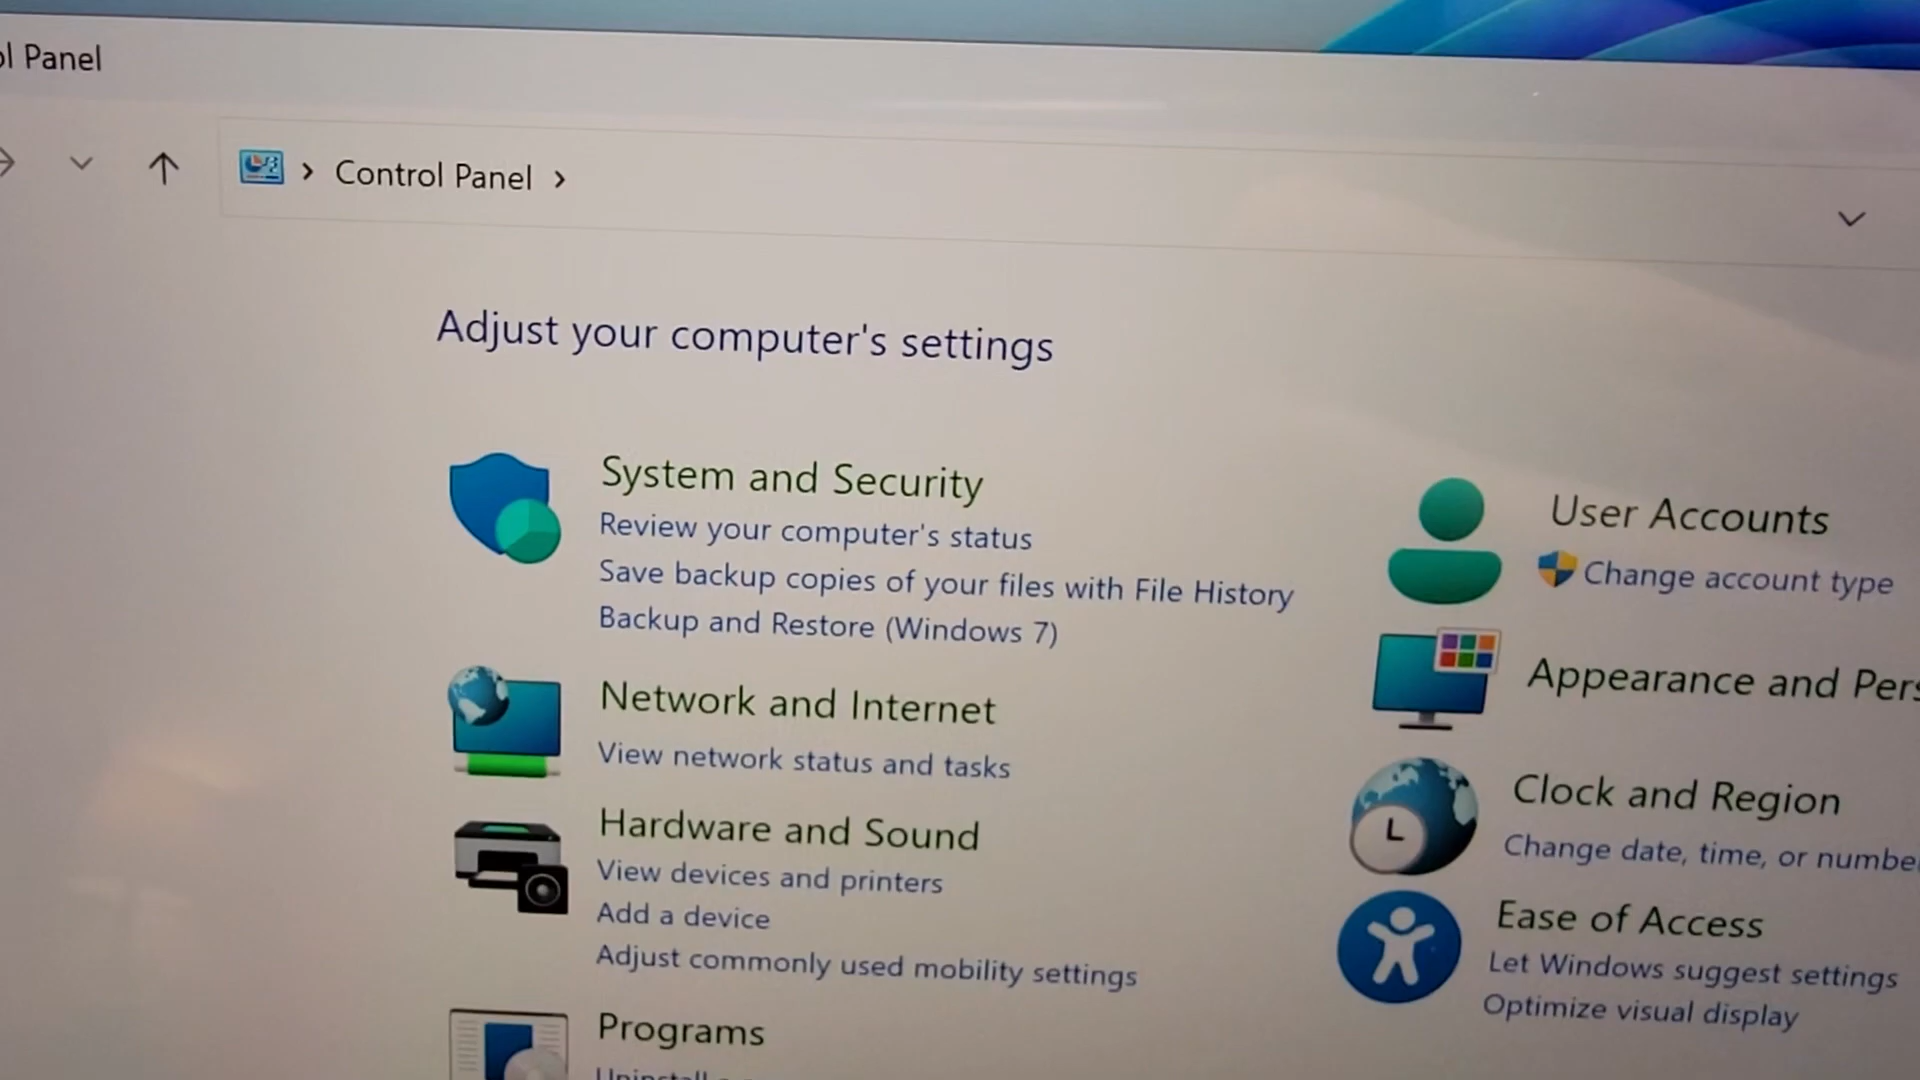 ol Panel
Control Panel
Adjust your computer's settings
System and Security
Review your computer's status
Save backup copies of your files with File History
Backup and Restore (Windows 7)
Network and Internet
View network status and tasks
Hardware and Sound
View devices and printers
Add a device
Adjust commonly used mobility settings
Programs
User Accounts
Change account type
Appearance and Pers
Clock and Region
Change date, time, or number
Ease of Access
Let Windows suggest settings
Optimize visual display